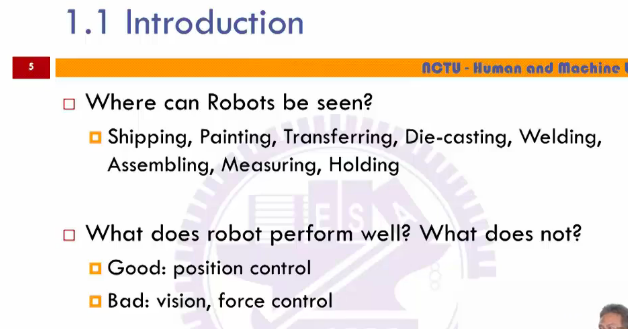 1.1 Introduction
5
NCTU - Human and Machine
Where can Robots be seen?
Shipping, Painting, Transferring, Die-casting, Welding,
Assembling, Measuring, Holding
What does robot perform well? What does not?
Good: position control
Bad: vision, force control